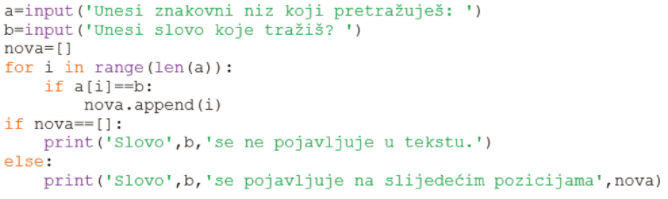 a=input('Unesi znakovni niz koji pretražuješ: ')
b=input('Unesi slovo koje tražiš? ')
nova=[]
for i in range(len(a)):
    if a[i]==b:
        nova.append(i)
if nova==[]:
    print('Slovo',b,'se ne pojavljuje u tekstu.')
else:
    print('Slovo',b,'se pojavljuje na slijedećim pozicijama',nova)